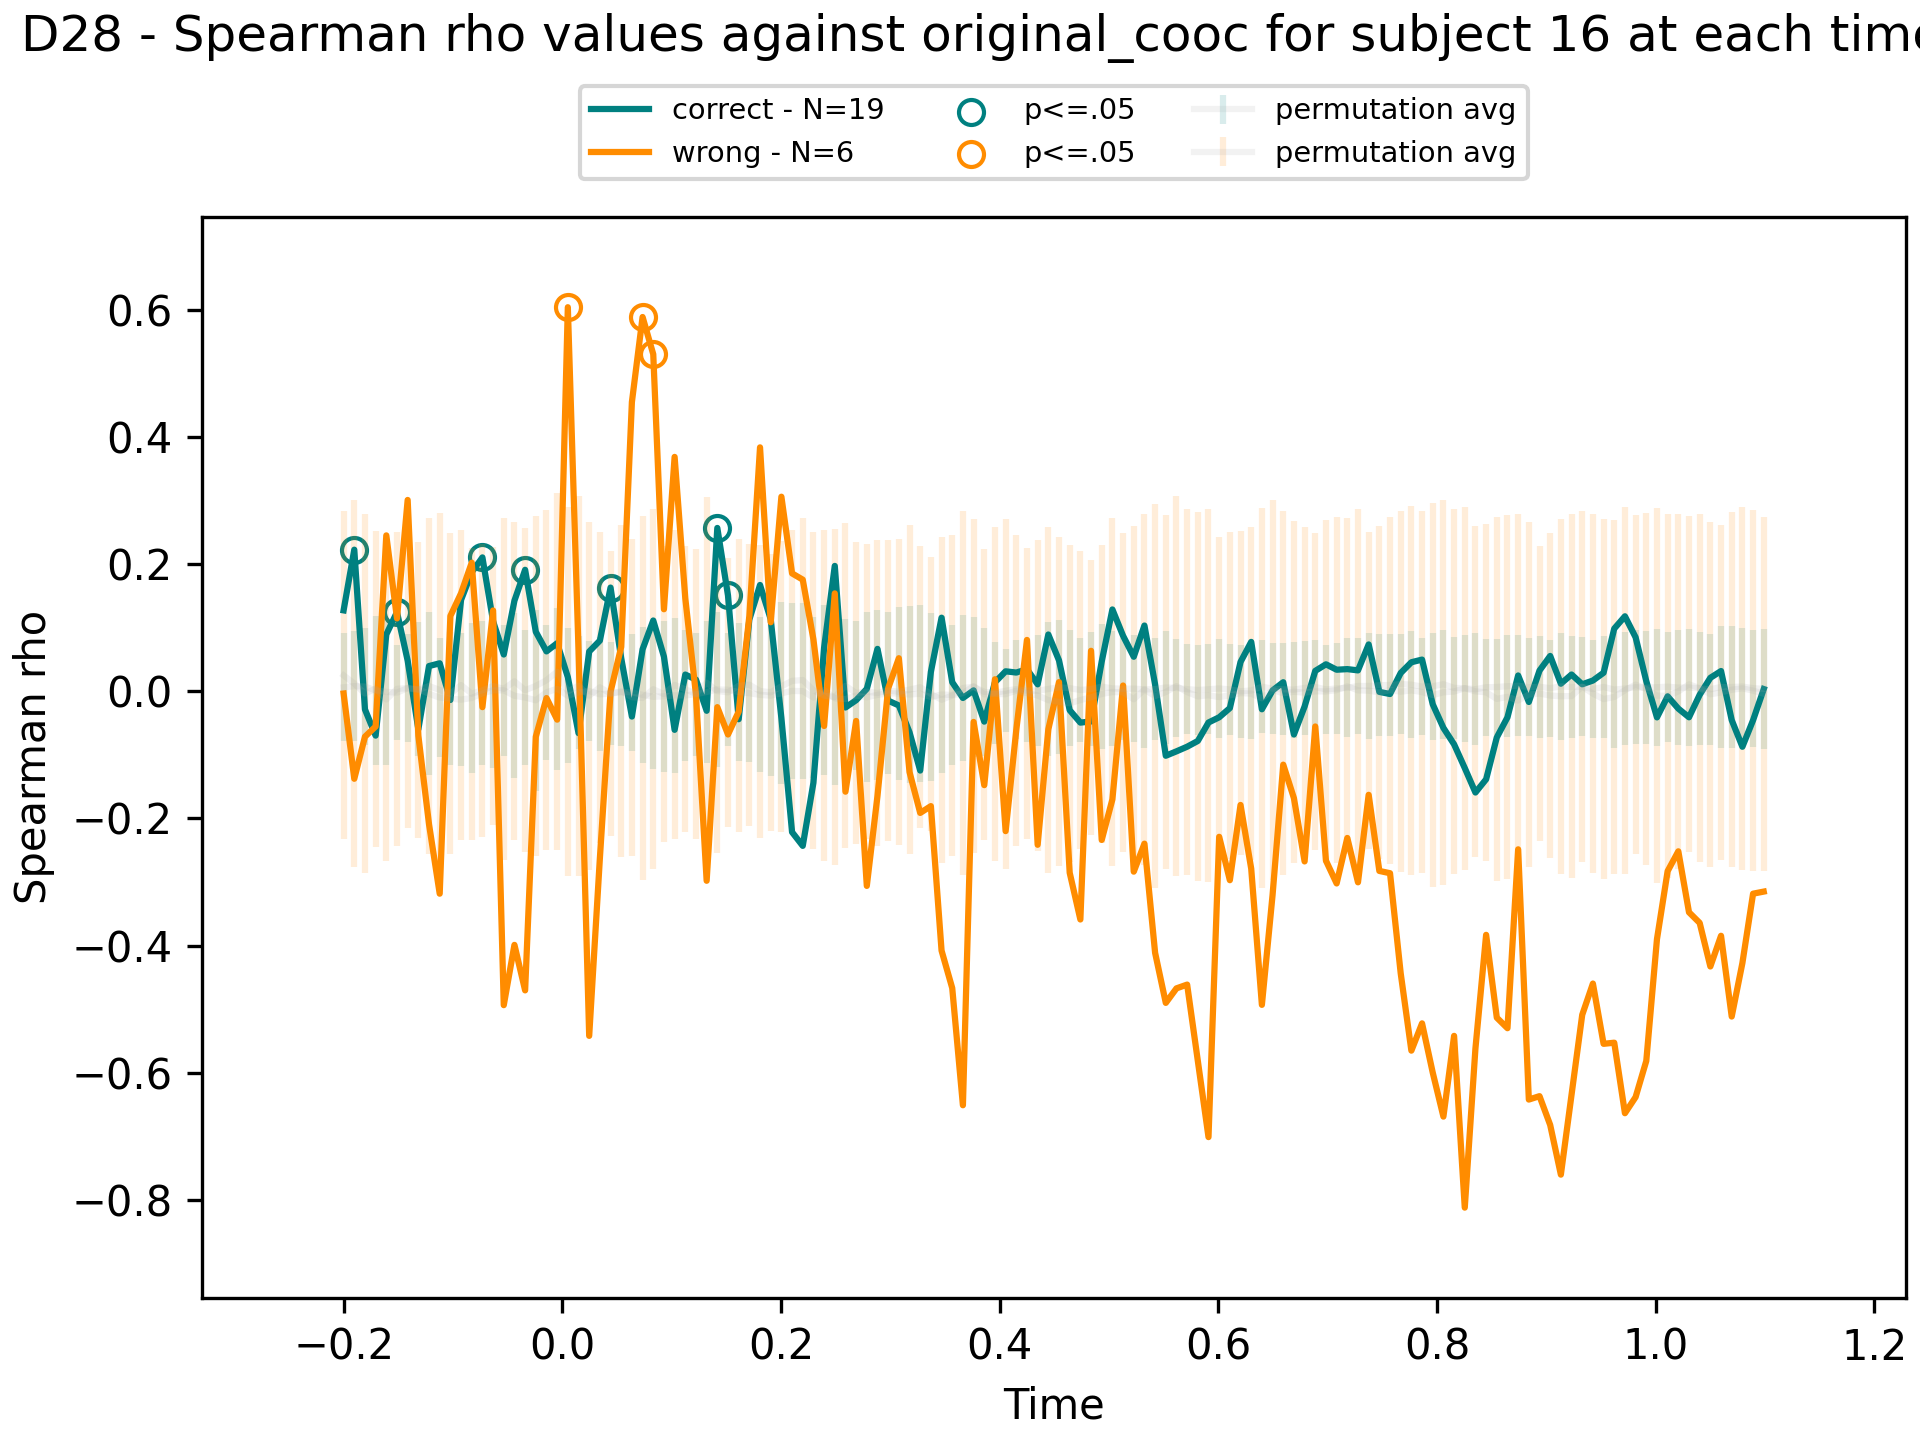 D28 - Spearman rho values against original_cooc for subject 16 at each time
correct - N=19
wrong - N=6
p<=.05
p<=.05
permutation avg
permutation avg
Spearman rho
0.6
0.4
0.2
0.0
−0.2
−0.4
−0.6
−0.8
−0.2 0.0 0.2 0.4 0.6 0.8 1.0 1.2
Time